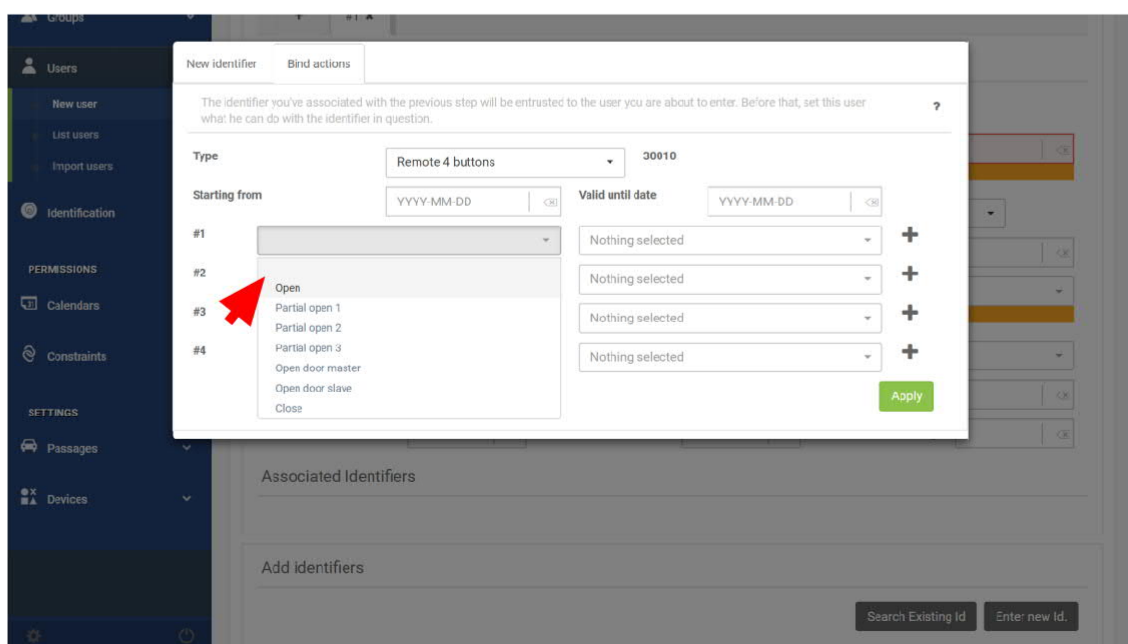 Groups
#1 ×
Users
New user
List users
Import users
Identification
PERMISSIONS
Calendars
Constraints
SETTINGS
Passages
Devices
New identifier
Bind actions
The identifier you've associated with the previous step will be entrusted to the user you are about to enter. Before that, set this user
what he can do with the identifier in question.
?
Type
Remote 4 buttons
30010
Starting from
YYYY-MM-DD
Valid until date
YYYY-MM-DD
#1
Nothing selected
#2
Nothing selected
#3
Nothing selected
#4
Nothing selected
Open
Partial open 1
Partial open 2
Partial open 3
Open door master
Open door slave
Close
Apply
Associated Identifiers
Add identifiers
Search Existing Id
Enter new Id.